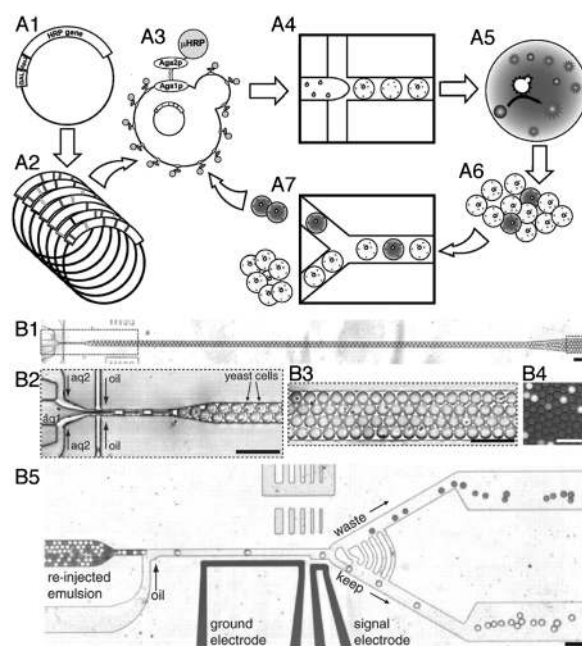 A1
HRP gene
A2
A3
µHRP
Aga2p
Aga1p
A4
A5
A6
A7
B1
B2
aq2
oil
yeast cells
aq1
aq2
oil
B3
B4
B5
waste
re-injected
emulsion
oil
keep
ground
electrode
signal
electrode